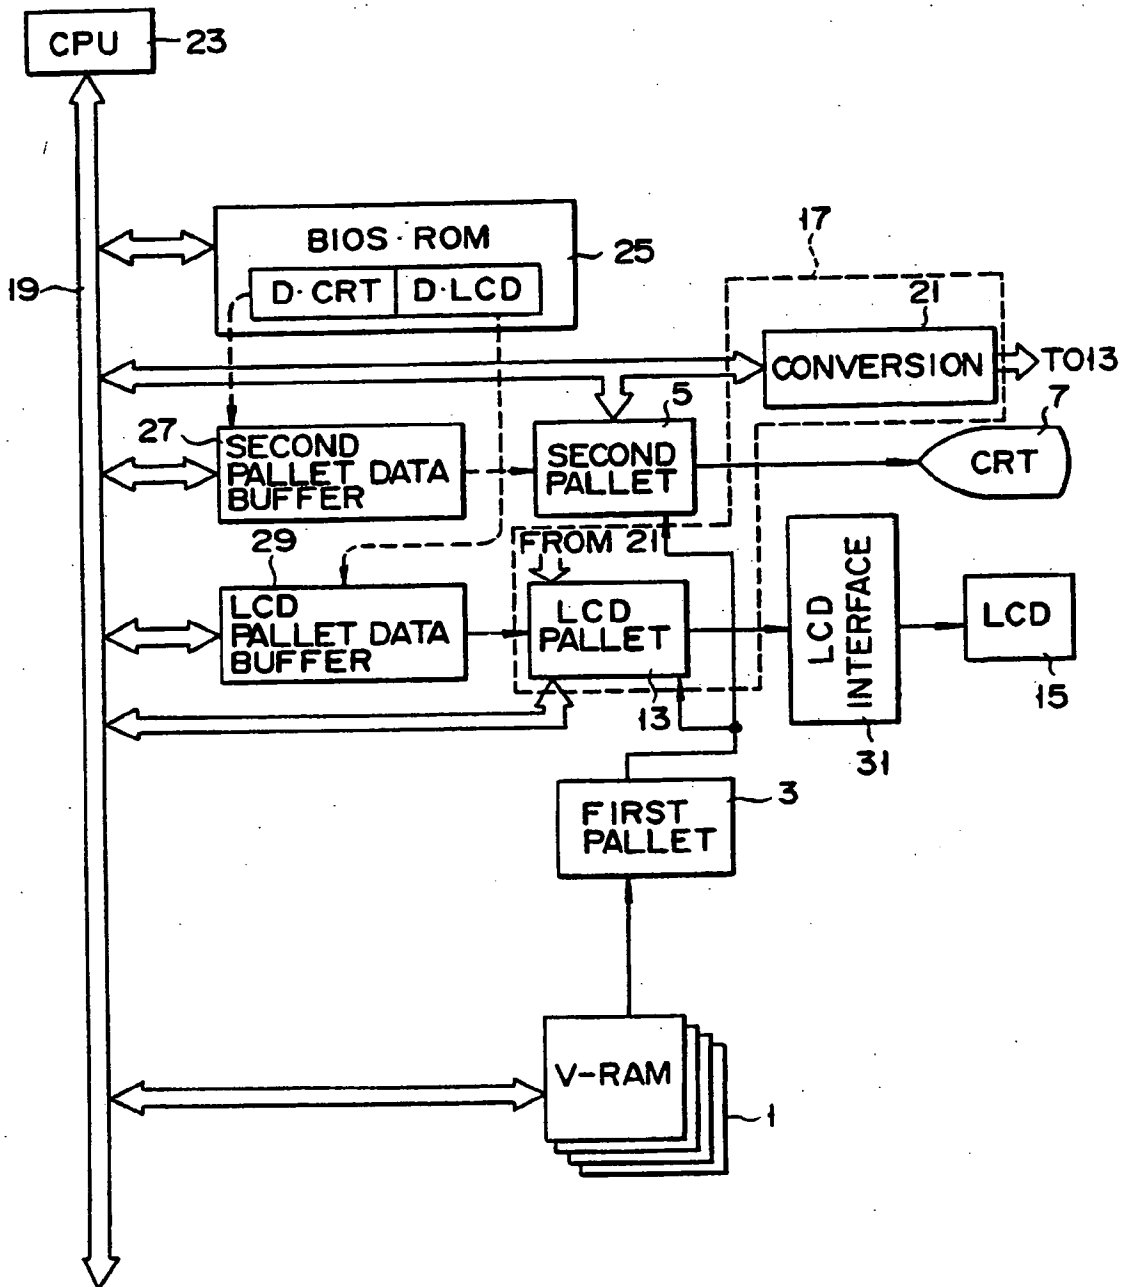 CPU
23
BIOS·ROM
25
D·CRT
D·LCD
19
17
21
CONVERSION
TO13
5
7
27
SECOND
PALLET DATA
BUFFER
SECOND
PALLET
CRT
FROM 21
29
LCD
PALLET DATA
BUFFER
LCD
PALLET
13
LCD
INTERFACE
31
LCD
15
3
FIRST
PALLET
V-RAM
1